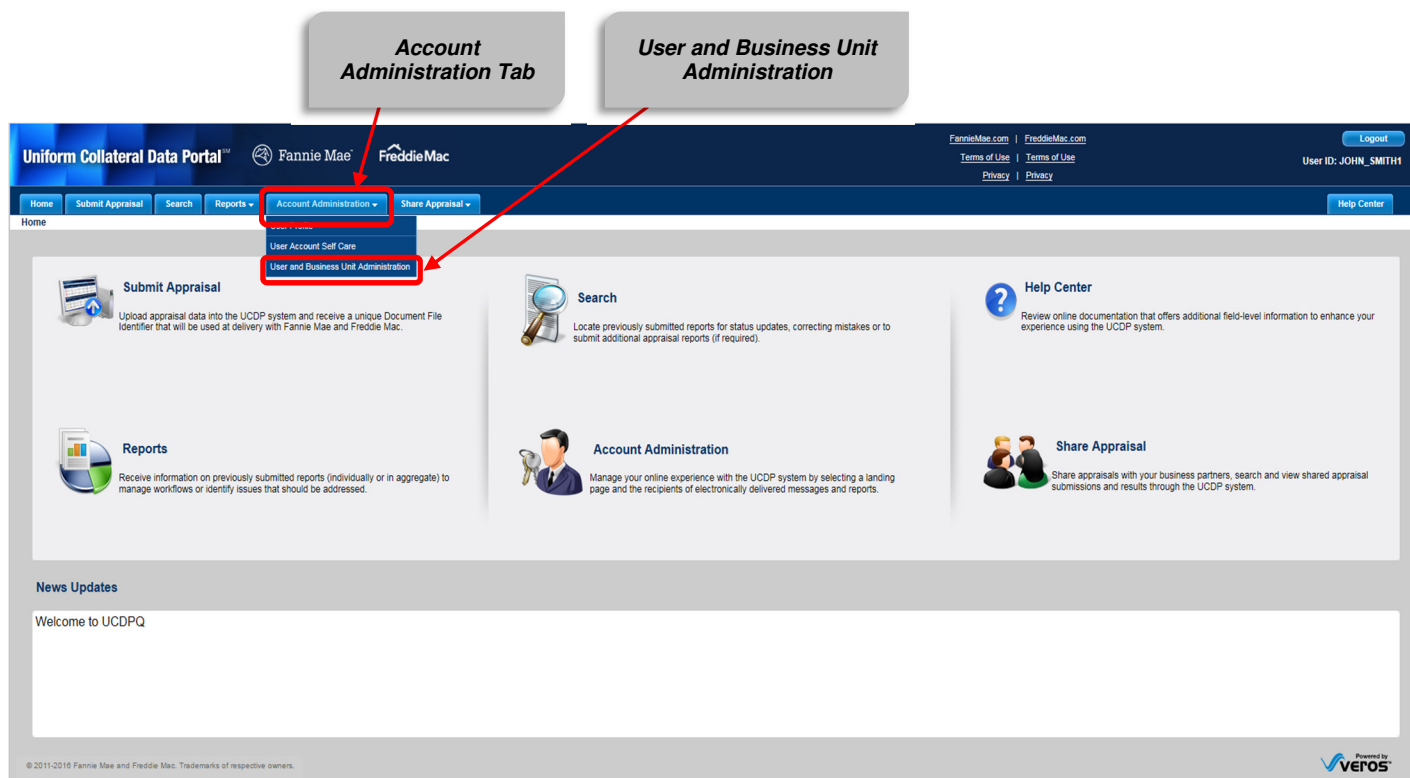 Account
Administration Tab
User and Business Unit
Administration
Uniform Collateral Data Portal℠
Fannie Mae
Freddie Mac
FannieMae.com | FreddieMac.com
Terms of Use | Terms of Use
Privacy | Privacy
Logout
User ID: JOHN_SMITH1
Home
Submit Appraisal
Search
Reports
Account Administration
Share Appraisal
Help Center
Home
User Profile
User Account Self Care
User and Business Unit Administration
Submit Appraisal
Upload appraisal data into the UCDP system and receive a unique Document File
Identifier that will be used at delivery with Fannie Mae and Freddie Mac.
Search
Locate previously submitted reports for status updates, correcting mistakes or to
submit additional appraisal reports (if required).
Help Center
Review online documentation that offers additional field-level information to enhance your
experience using the UCDP system.
Reports
Receive information on previously submitted reports (individually or in aggregate) to
manage workflows or identify issues that should be addressed.
Account Administration
Manage your online experience with the UCDP system by selecting a landing
page and the recipients of electronically delivered messages and reports.
Share Appraisal
Share appraisals with your business partners, search and view shared appraisal
submissions and results through the UCDP system.
News Updates
Welcome to UCDPQ
© 2011-2016 Fannie Mae and Freddie Mac. Trademarks of respective owners.
Powered by
veros